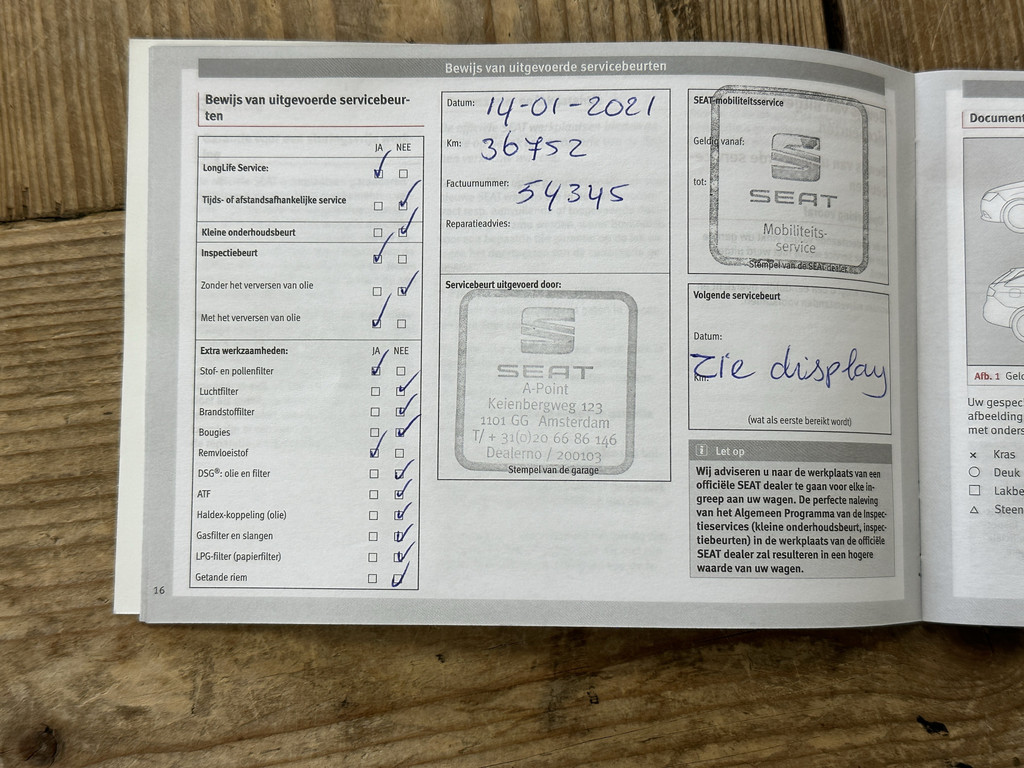 Bewijs van uitgevoerde servicebeurten
Bewijs van uitgevoerde servicebeur-
ten
JA NEE
LongLife Service:
Tijds- of afstandsafhankelijke service
Kleine onderhoudsbeurt
Inspectiebeurt
Zonder het verversen van olie
Met het verversen van olie
Extra werkzaamheden: JA NEE
Stof- en pollenfilter
Luchtfilter
Brandstoffilter
Bougies
Remvloeistof
DSG®: olie en filter
ATF
Haldex-koppeling (olie)
Gasfilter en slangen
LPG-filter (papierfilter)
Getande riem
16
Datum: 14-01-2021
Km: 36752
Factuurnummer: 54345
Reparatieadvies:
Servicebeurt uitgevoerd door:
SEAT
A-Point
Keienbergweg 123
1101 GG Amsterdam
T/ + 31(0)20 66 86 146
Dealerno / 200103
Stempel van de garage
SEAT-mobiliteitsservice
Geldig vanaf:
tot:
SEAT
Mobiliteits-
service
Stempel van de SEAT-dealer
Volgende servicebeurt
Datum:
zie display
Km:
(wat als eerste bereikt wordt)
Let op
Wij adviseren u naar de werkplaats van een
officiële SEAT dealer te gaan voor elke in-
greep aan uw wagen. De perfecte naleving
van het Algemeen Programma van de Inspec-
tieservices (kleine onderhoudsbeurt, inspec-
tiebeurten) in de werkplaats van de officiële
SEAT dealer zal resulteren in een hogere
waarde van uw wagen.
Document
Afb. 1 Geld
Uw gespec
afbeelding
met onders
Kras
Deuk
Lakbe
Steen